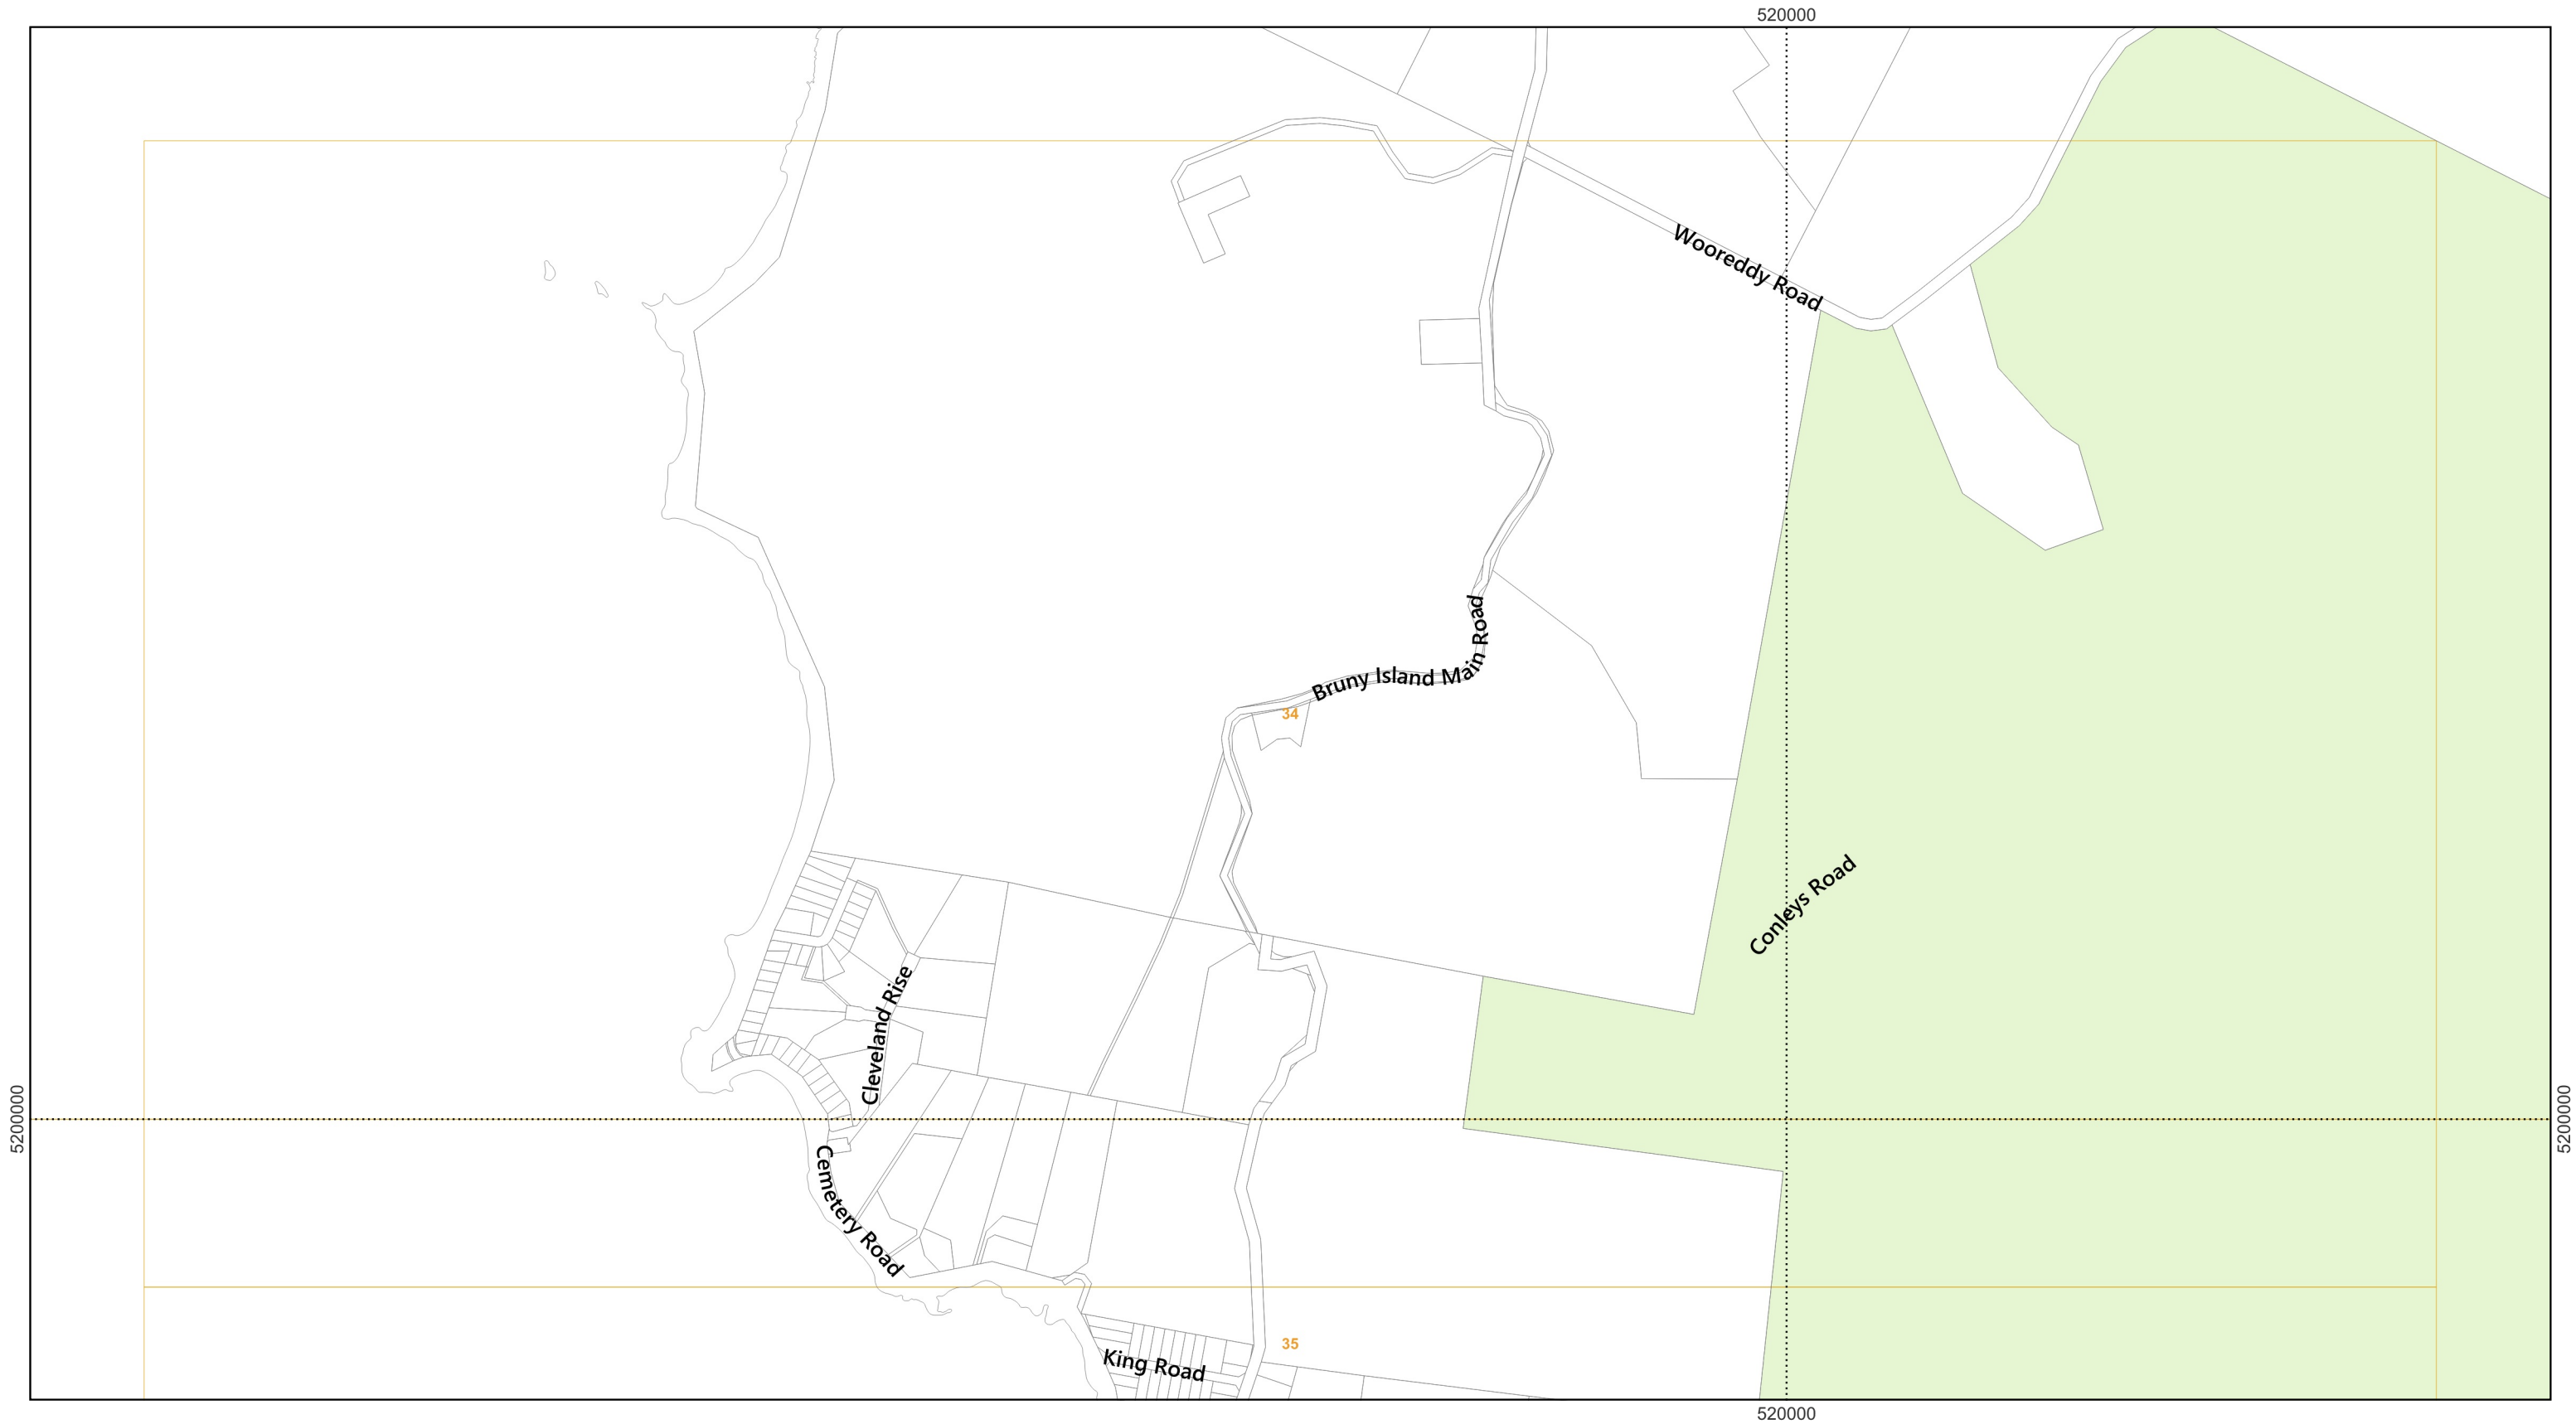 520000
Wooreddy Road
Bruny Island Main Road
34
Conleys Road
Cleveland Rise
5200000
5200000
Cemetery Road
35
King Road
520000